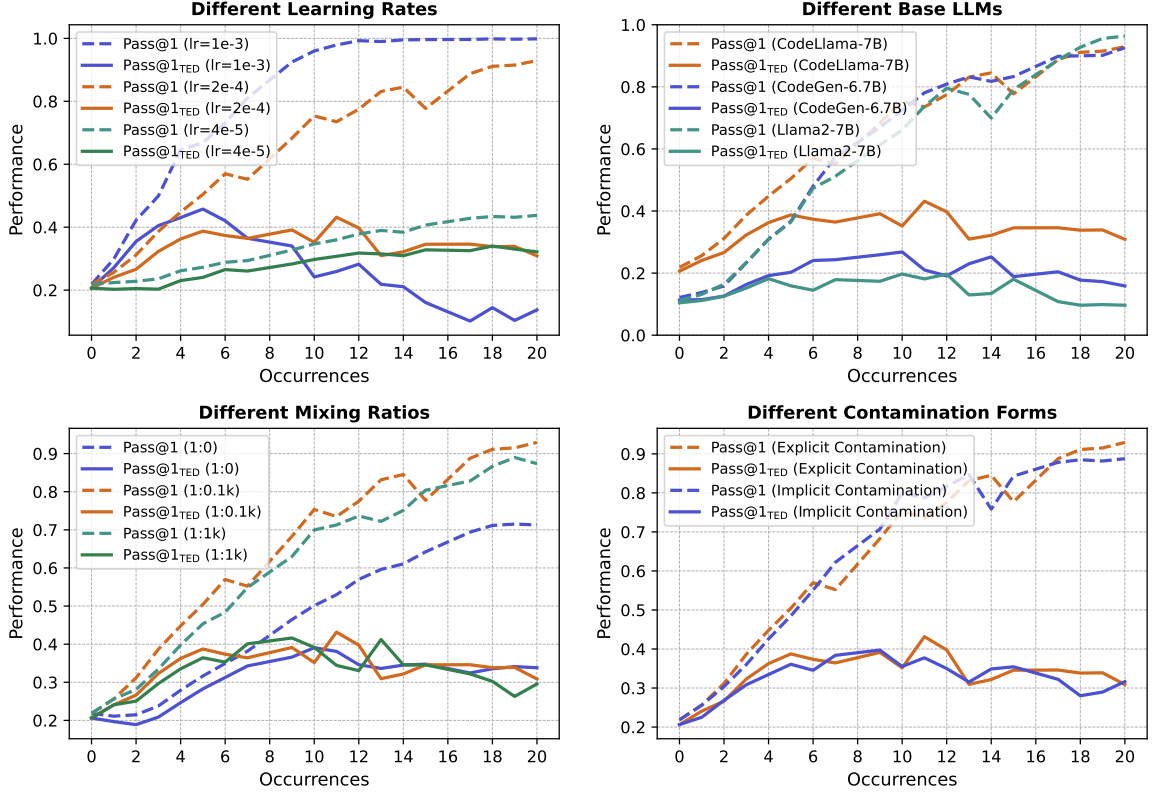 Different Learning Rates
Performance
1.0
0.8
0.6
0.4
0.2
Pass@1 (lr=1e-3)
Pass@1TED (lr=1e-3)
Pass@1 (lr=2e-4)
Pass@1TED (lr=2e-4)
Pass@1 (lr=4e-5)
Pass@1TED (lr=4e-5)
0 2 4 6 8 10 12 14 16 18 20
Occurrences
Different Base LLMs
Performance
1.0
0.8
0.6
0.4
0.2
0.0
Pass@1 (CodeLlama-7B)
Pass@1TED (CodeLlama-7B)
Pass@1 (CodeGen-6.7B)
Pass@1TED (CodeGen-6.7B)
Pass@1 (Llama2-7B)
Pass@1TED (Llama2-7B)
0 2 4 6 8 10 12 14 16 18 20
Occurrences
Different Mixing Ratios
Performance
0.9
0.8
0.7
0.6
0.5
0.4
0.3
0.2
Pass@1 (1:0)
Pass@1TED (1:0)
Pass@1 (1:0.1k)
Pass@1TED (1:0.1k)
Pass@1 (1:1k)
Pass@1TED (1:1k)
0 2 4 6 8 10 12 14 16 18 20
Occurrences
Different Contamination Forms
Performance
0.9
0.8
0.7
0.6
0.5
0.4
0.3
0.2
Pass@1 (Explicit Contamination)
Pass@1TED (Explicit Contamination)
Pass@1 (Implicit Contamination)
Pass@1TED (Implicit Contamination)
0 2 4 6 8 10 12 14 16 18 20
Occurrences